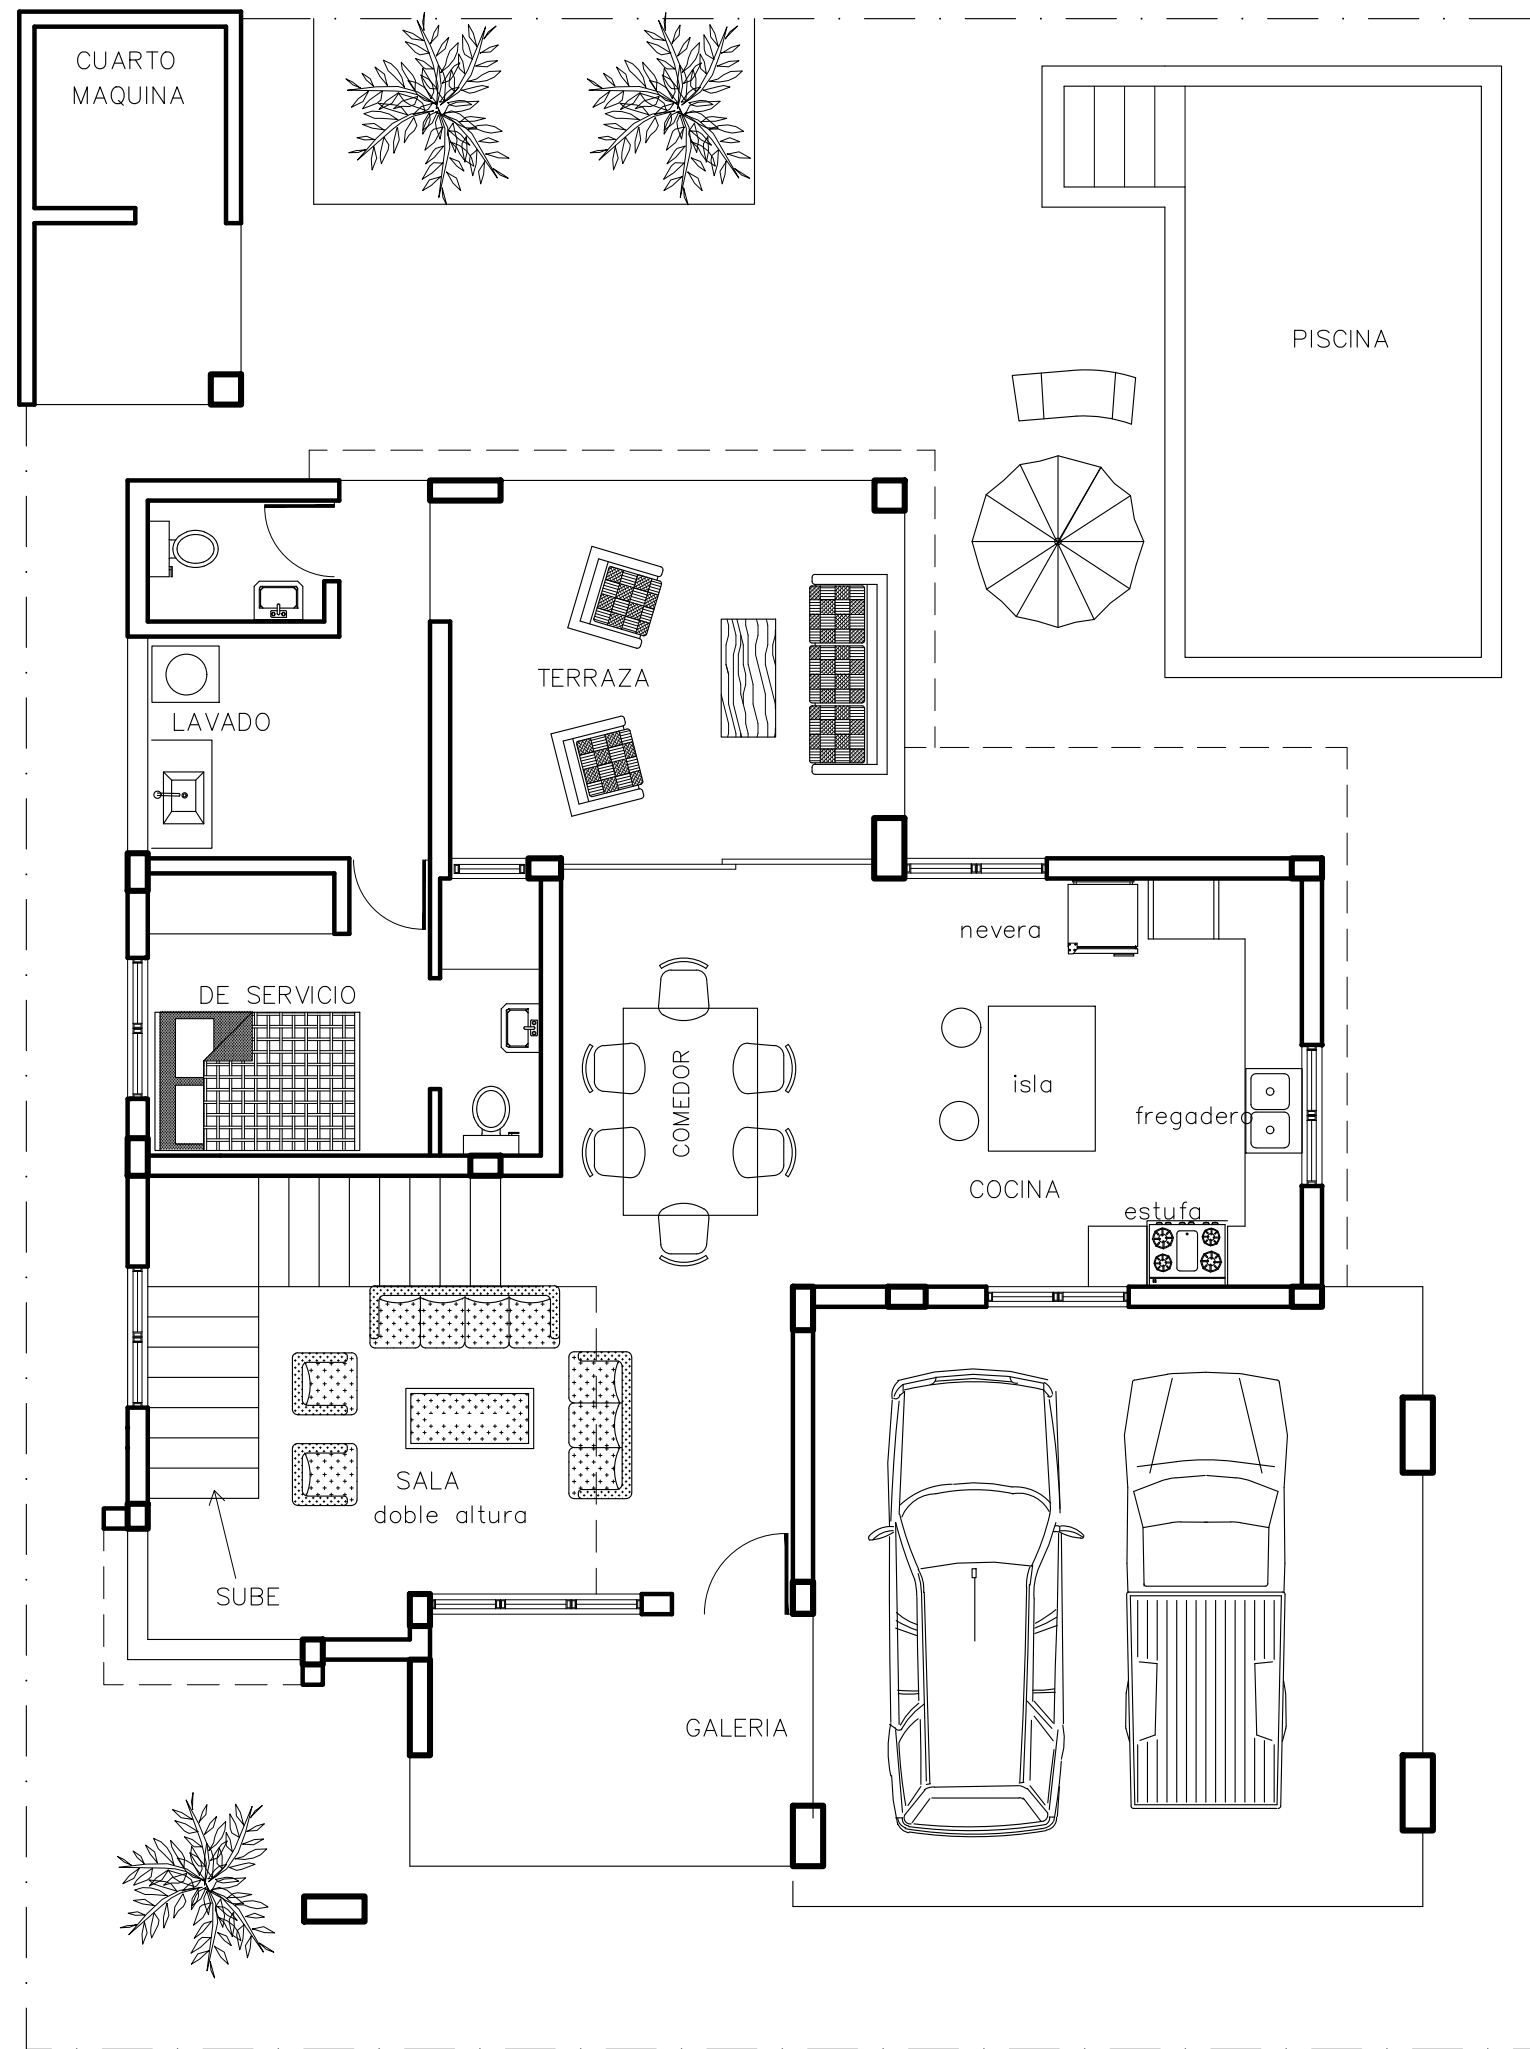 CUARTO
MAQUINA
PISCINA
TERRAZA
LAVADO
nevera
DE SERVICIO
COMEDOR
isla
fregadero
COCINA
estufa
SALA
doble altura
SUBE
GALERIA